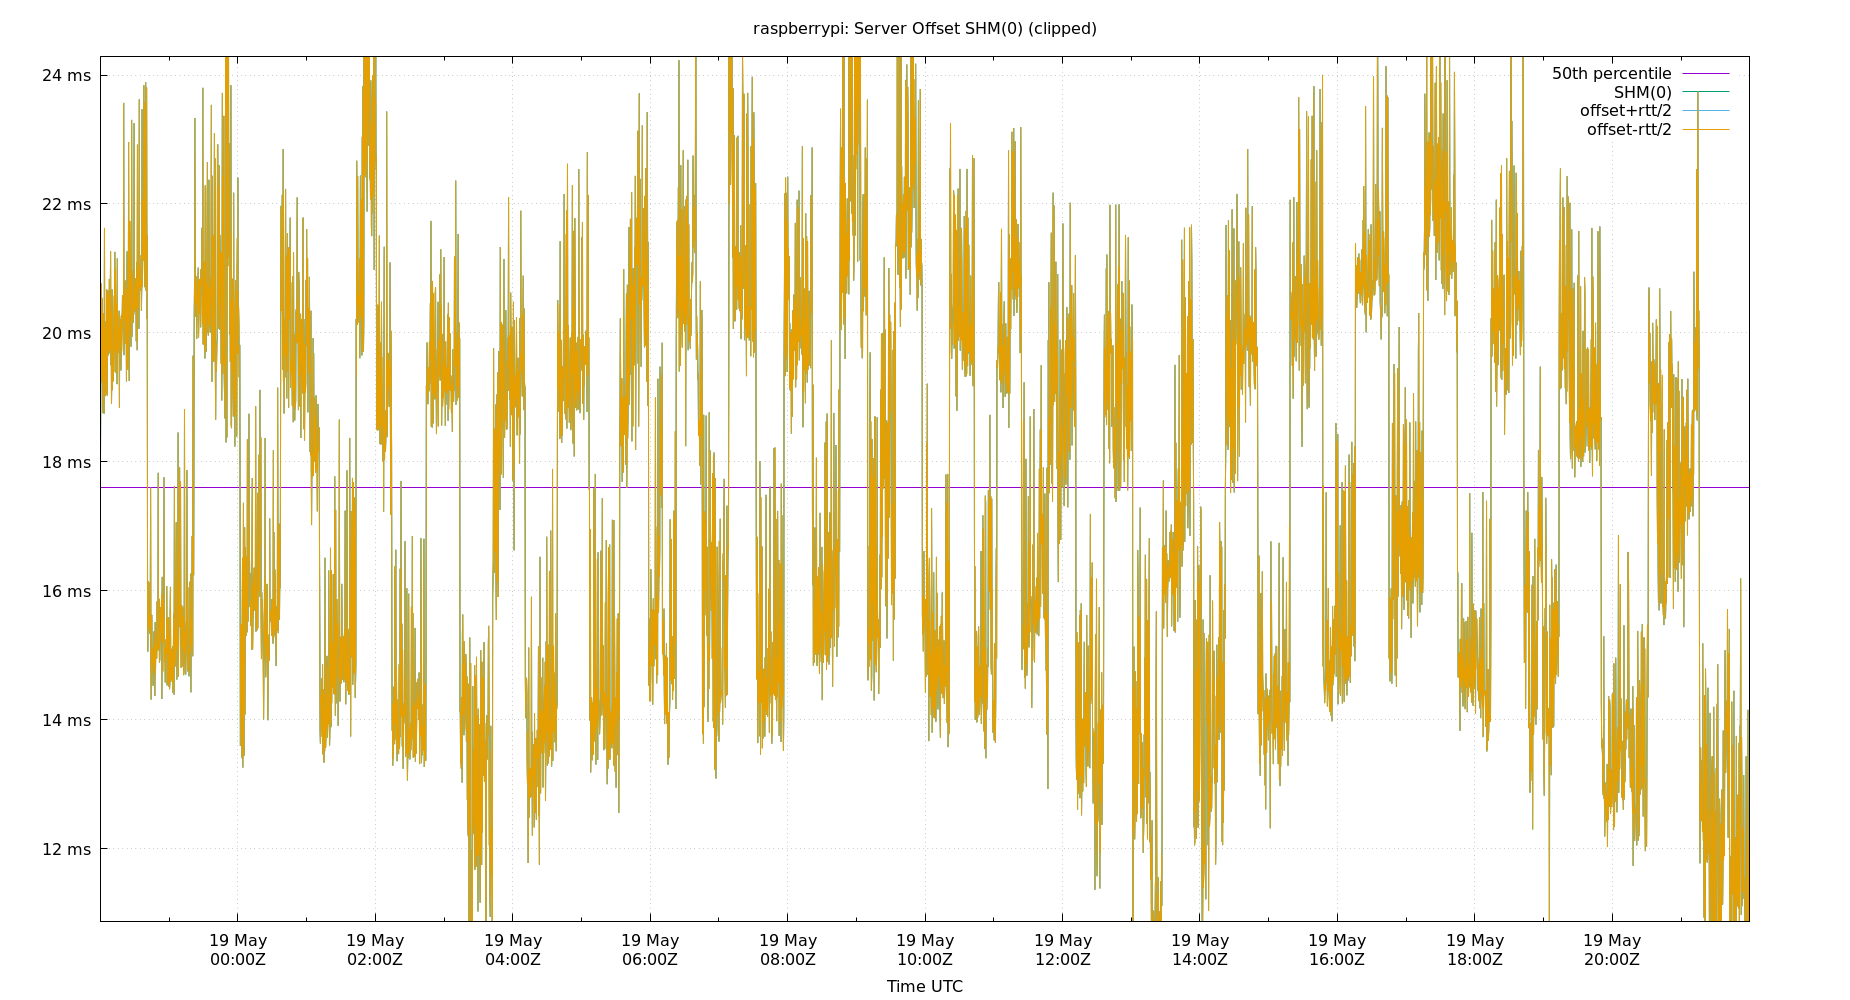 raspberrypi: Server Offset SHM(0) (clipped)
24 ms
22 ms
20 ms
18 ms
16 ms
14 ms
12 ms
50th percentile
SHM(0)
offset+rtt/2
offset-rtt/2
19 May 19 May 19 May 19 May 19 May 19 May 19 May 19 May 19 May 19 May 19 May
00:00Z 02:00Z 04:00Z 06:00Z 08:00Z 10:00Z 12:00Z 14:00Z 16:00Z 18:00Z 20:00Z
Time UTC